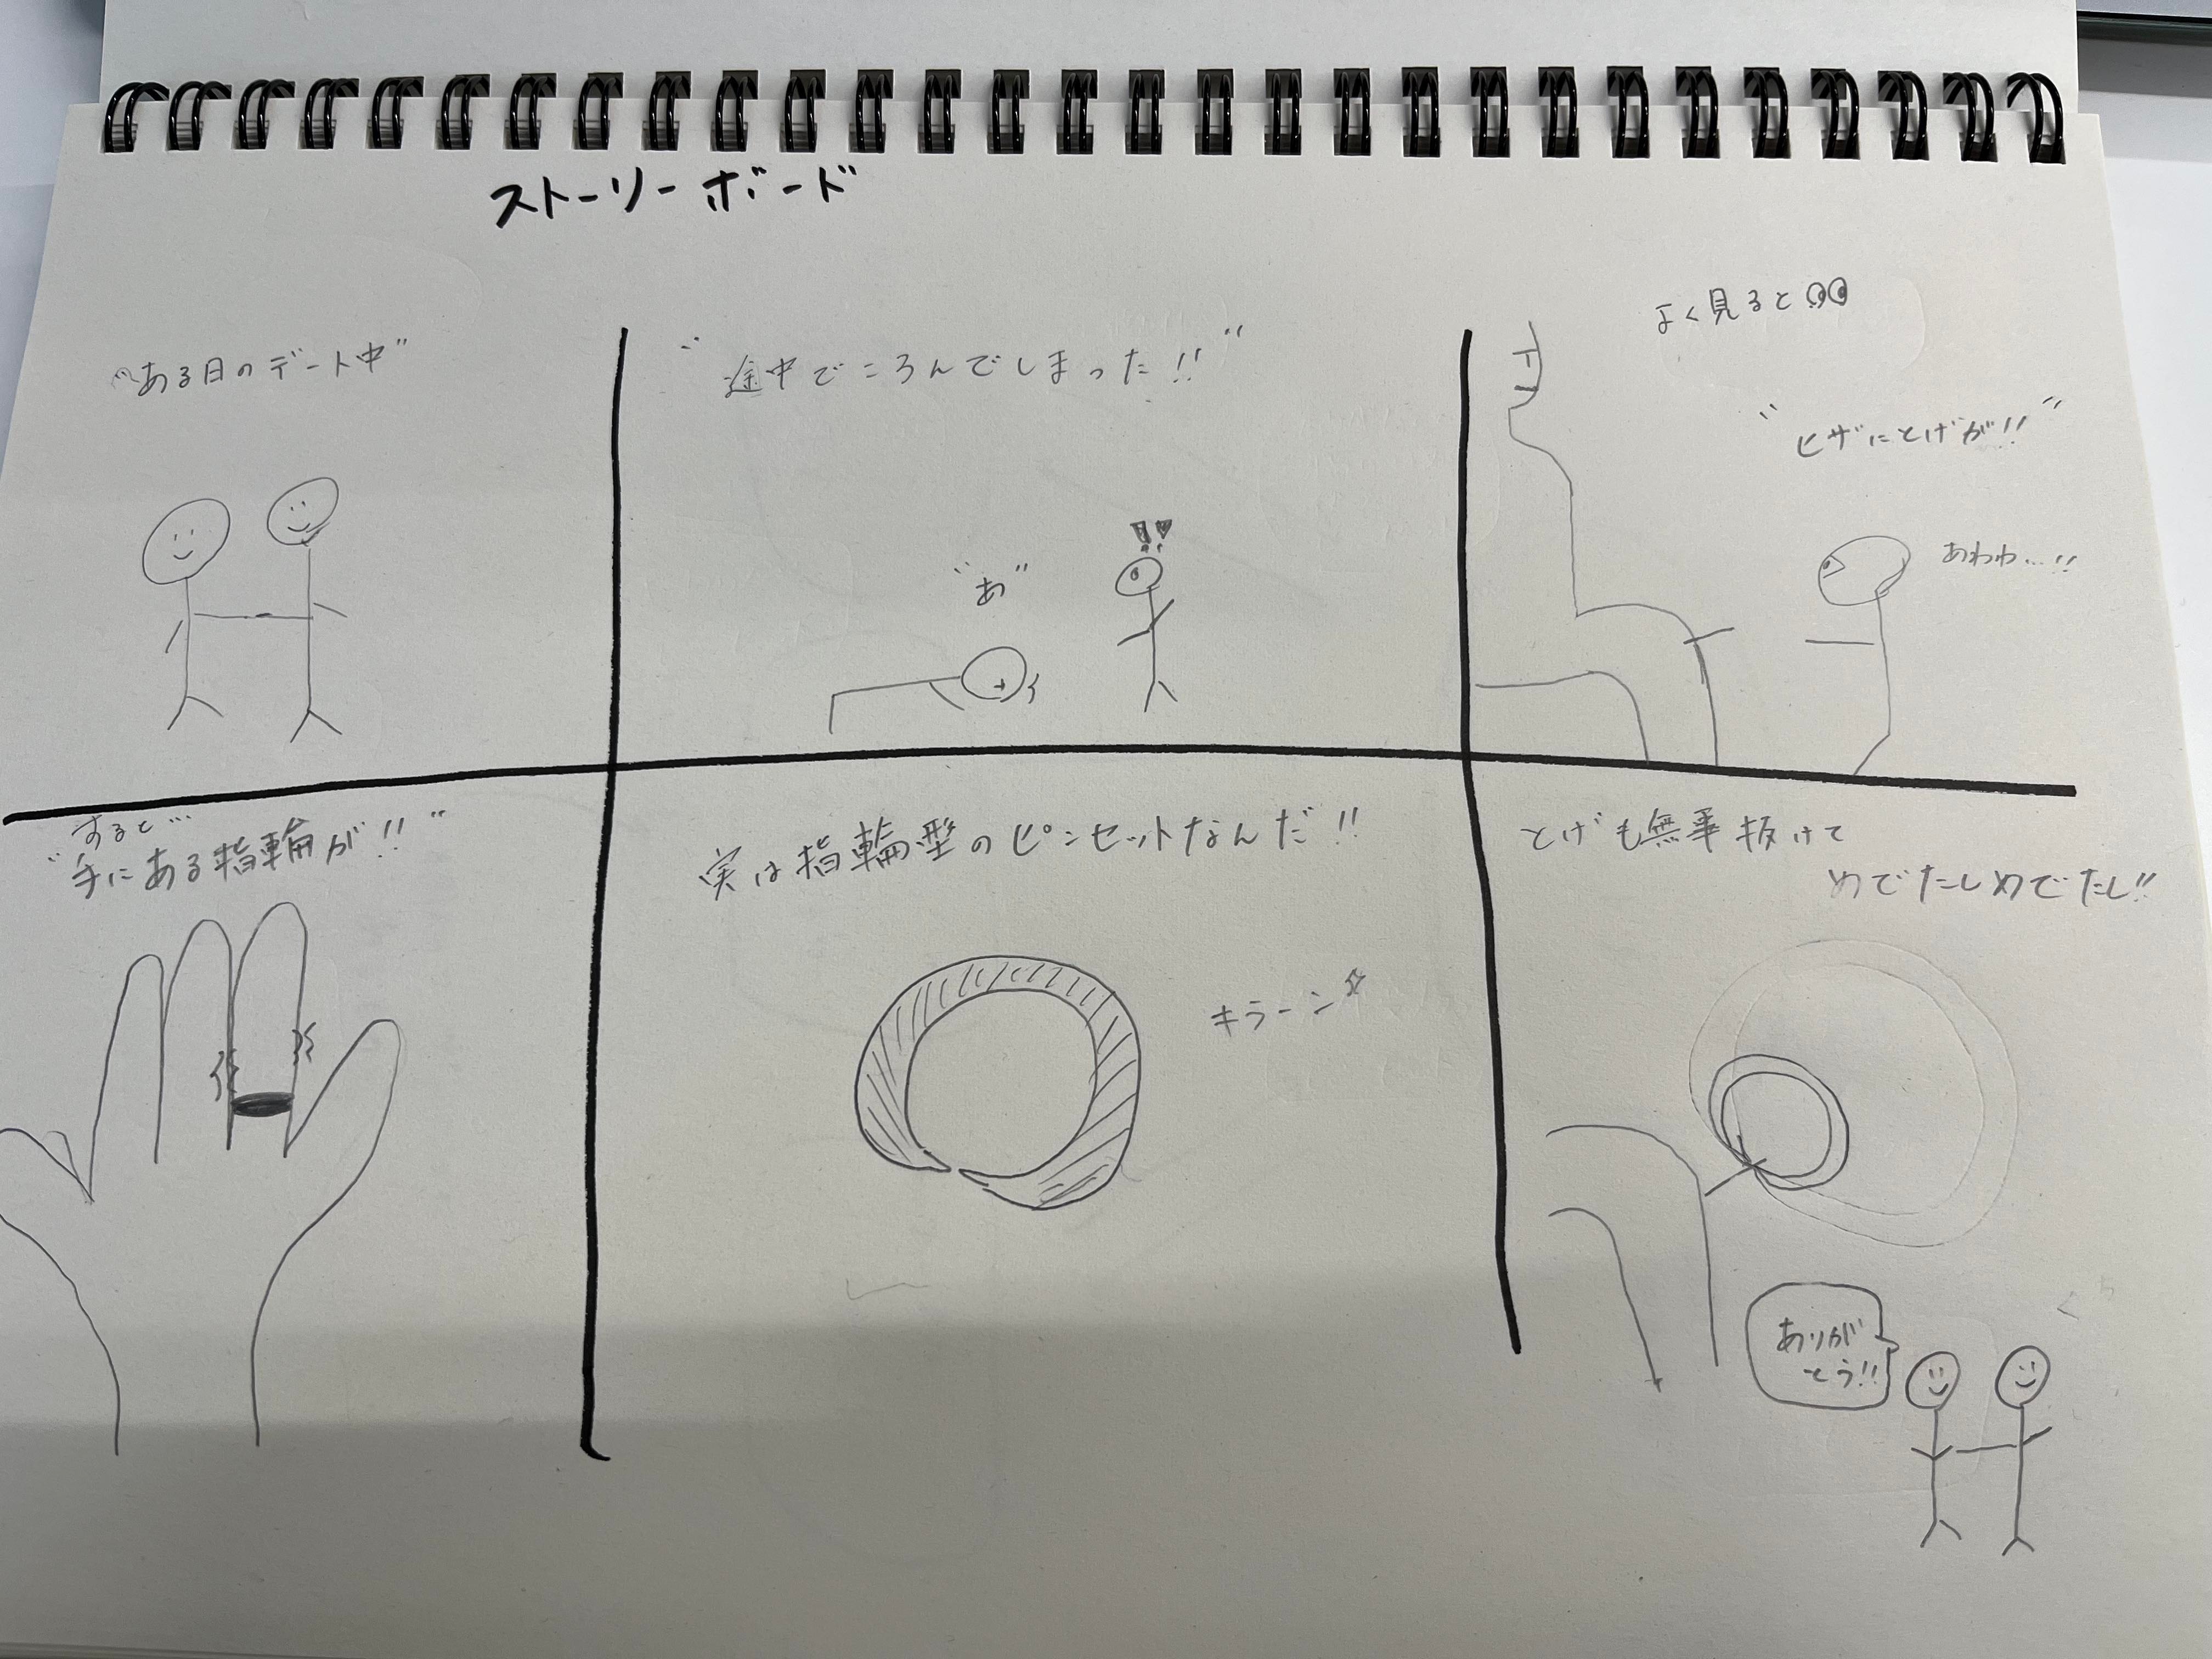 ストーリーボード
"ある日のデート中"
"途中でころんでしまった!!"
"あ"
!!
よく見ると
"ヒザにとげが!!"
あわわ…!!
すると…
"手にある指輪が!!"
実は指輪型のピンセットなんだ!!
キラーン☆
とげも無事抜けて
めでたしめでたし!!
ありが
とう!!